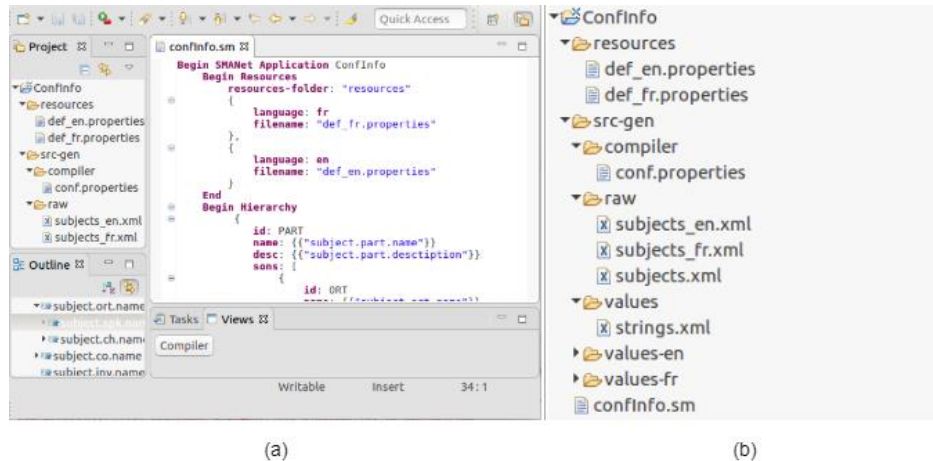 Quick Access
Project
ConfInfo
resources
def_en.properties
def_fr.properties
src-gen
compiler
conf.properties
raw
subjects_en.xml
subjects_fr.xml
Outline
subject.ort.name
subject.ch.nam
subject.co.name
subject.inv.name
confInfo.sm
Begin SMANet Application ConfInfo
Begin Resources
resources-folder: "resources"
{
language: fr
filename: "def_fr.properties"
},
{
language: en
filename: "def_en.properties"
}
End
Begin Hierarchy
{
id: PART
name: {{"subject.part.name"}}
desc: {{"subject.part.desctiption"}}
sons: [
{
id: ORT
name: {{"subject.ort.name"}}
Tasks Views
Compiler
Writable Insert 34:1
(a)
ConfInfo
resources
def_en.properties
def_fr.properties
src-gen
compiler
conf.properties
raw
subjects_en.xml
subjects_fr.xml
subjects.xml
values
strings.xml
values-en
values-fr
confInfo.sm
(b)